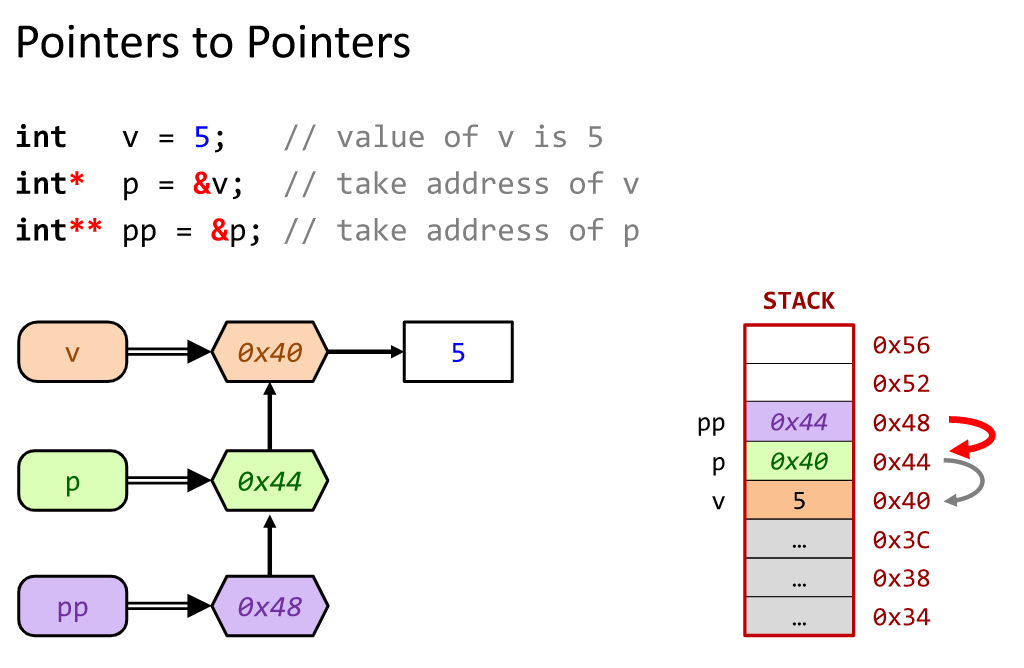 Pointers to Pointers
int v = 5; // value of v is 5
int* p = &v; // take address of v
int** pp = &p; // take address of p
v 0x40 5
p 0x44
pp 0x48
STACK
0x56
0x52
pp 0x44 0x48
p 0x40 0x44
v 5 0x40
… 0x3C
… 0x38
… 0x34